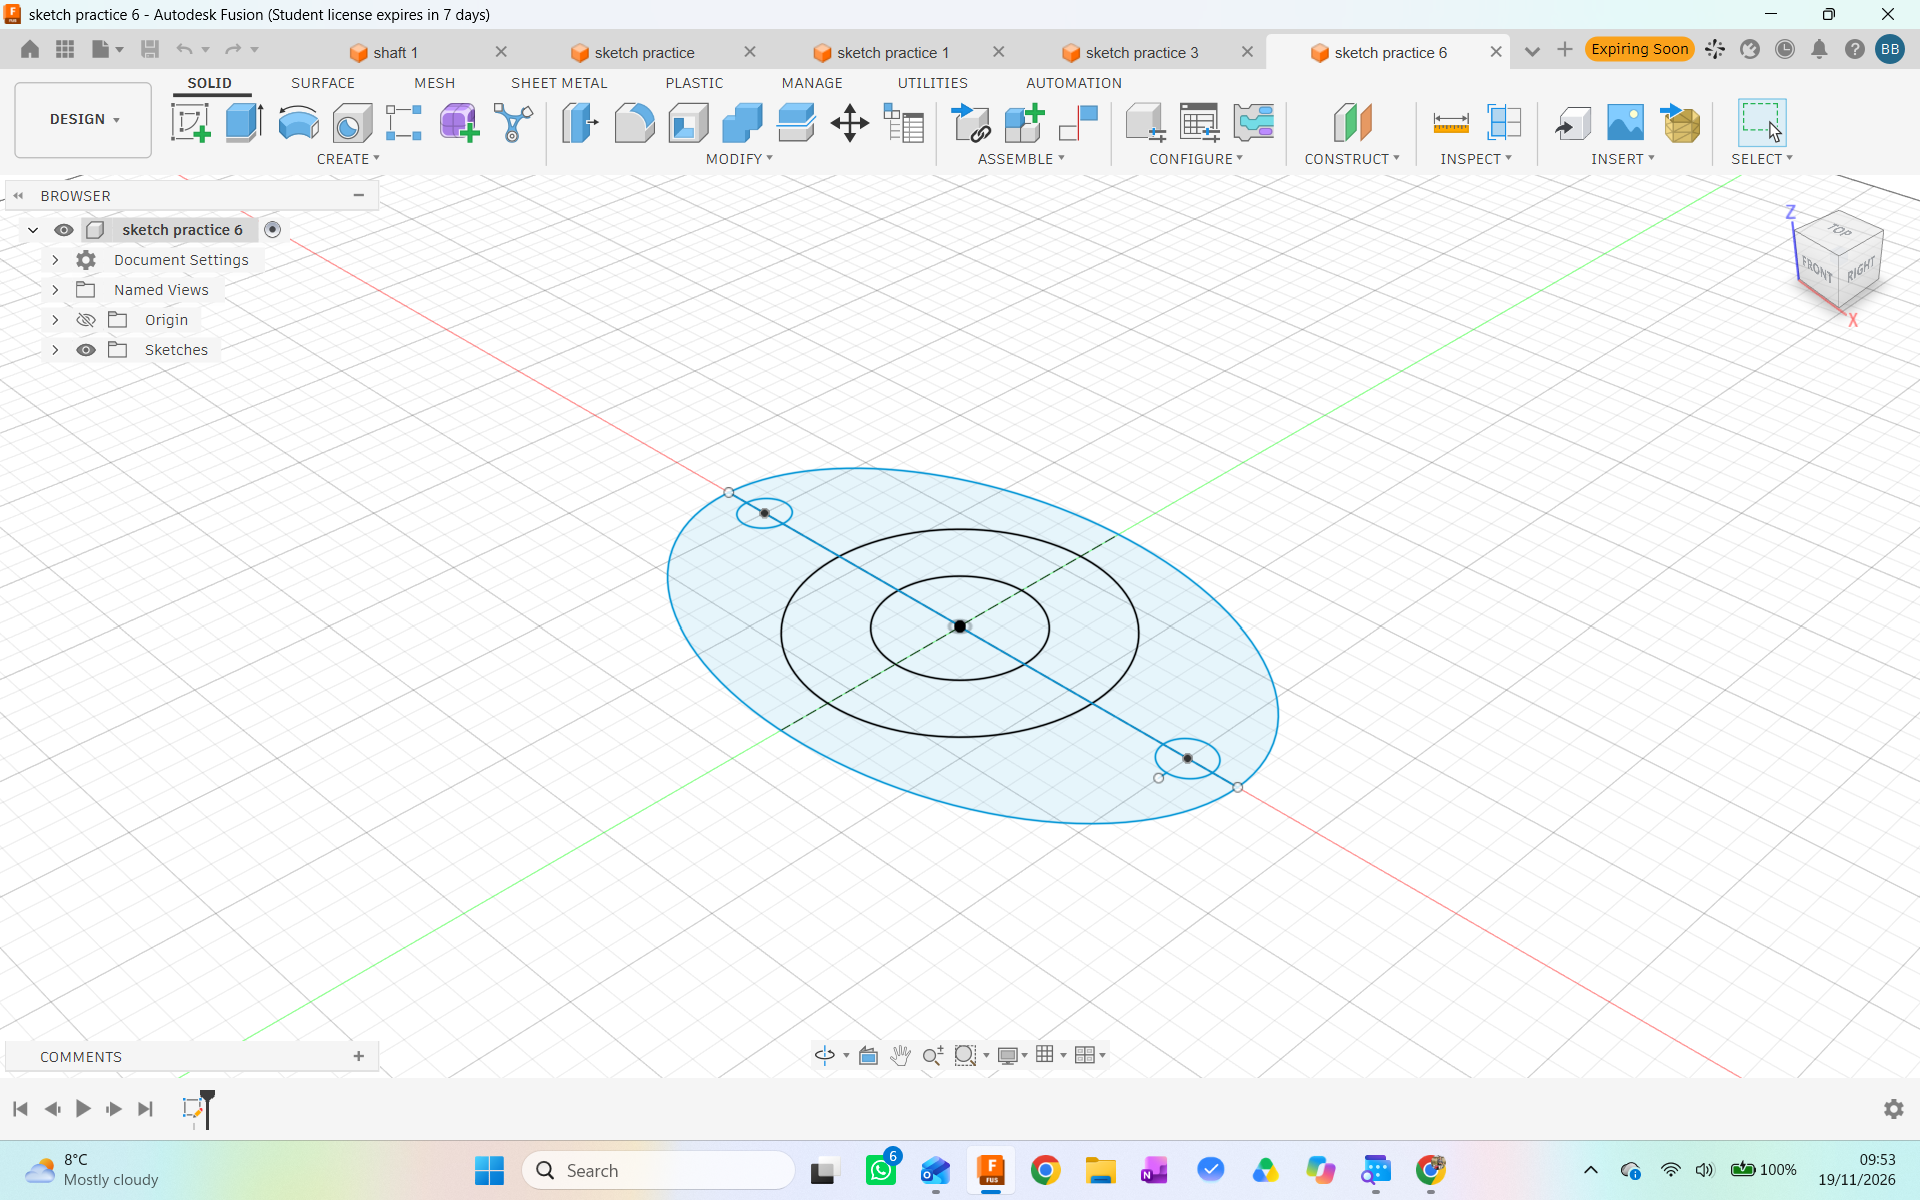 sketch practice 6 - Autodesk Fusion (Student license expires in 7 days)
shaft 1
sketch practice
sketch practice 1
sketch practice 3
sketch practice 6
Expiring Soon
BB
DESIGN
SOLID
SURFACE
MESH
SHEET METAL
PLASTIC
MANAGE
UTILITIES
AUTOMATION
CREATE
MODIFY
ASSEMBLE
CONFIGURE
CONSTRUCT
INSPECT
INSERT
SELECT
BROWSER
sketch practice 6
Document Settings
Named Views
Origin
Sketches
Z
TOP
FRONT
RIGHT
X
COMMENTS
8°C
Mostly cloudy
Search
6
FUS
100%
09:53
19/11/2026